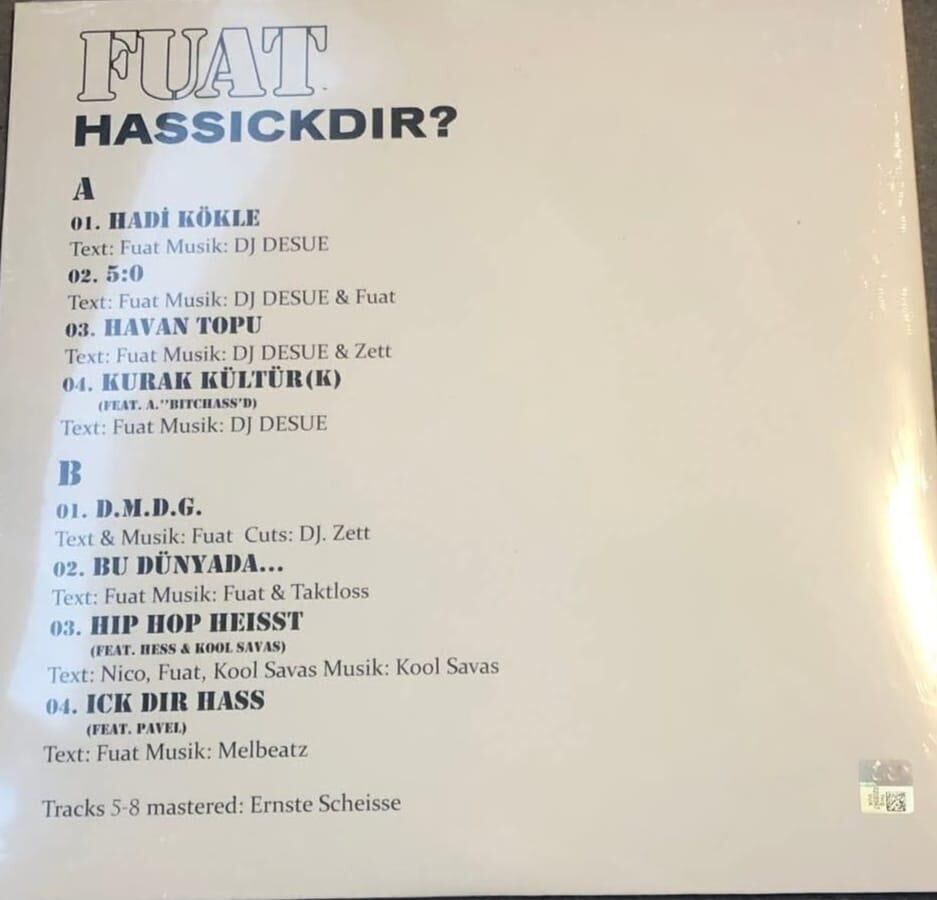 FUAT
HASSICKDIR?
A
01. HADİ KÖKLE
Text: Fuat Musik: DJ DESUE
02. 5:0
Text: Fuat Musik: DJ DESUE & Fuat
03. HAVAN TOPU
Text: Fuat Musik: DJ DESUE & Zett
04. KURAK KÜLTÜR(K)
(FEAT. A."BITCHASS'D)
Text: Fuat Musik: DJ DESUE
B
01. D.M.D.G.
Text & Musik: Fuat Cuts: DJ. Zett
02. BU DÜNYADA...
Text: Fuat Musik: Fuat & Taktloss
03. HIP HOP HEISST
(FEAT. HESS & KOOL SAVAS)
Text: Nico, Fuat, Kool Savas Musik: Kool Savas
04. ICK DIR HASS
(FEAT. PAVEL)
Text: Fuat Musik: Melbeatz
Tracks 5-8 mastered: Ernste Scheisse